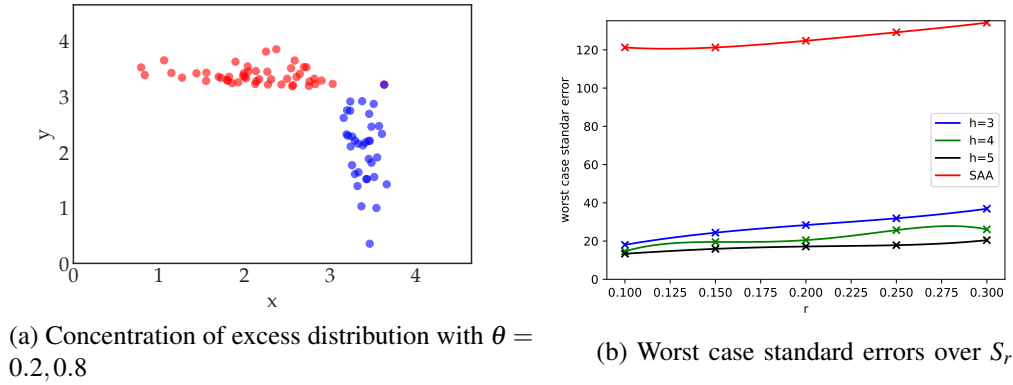 4
3
2
1
0
y
0
1
2
3
4
x
(a) Concentration of excess distribution with θ =
0.2,0.8
120
100
80
60
40
20
0
worst case standar error
h=3
h=4
h=5
SAA
0.100
0.125
0.150
0.175
0.200
0.225
0.250
0.275
0.300
r
(b) Worst case standard errors over S_r